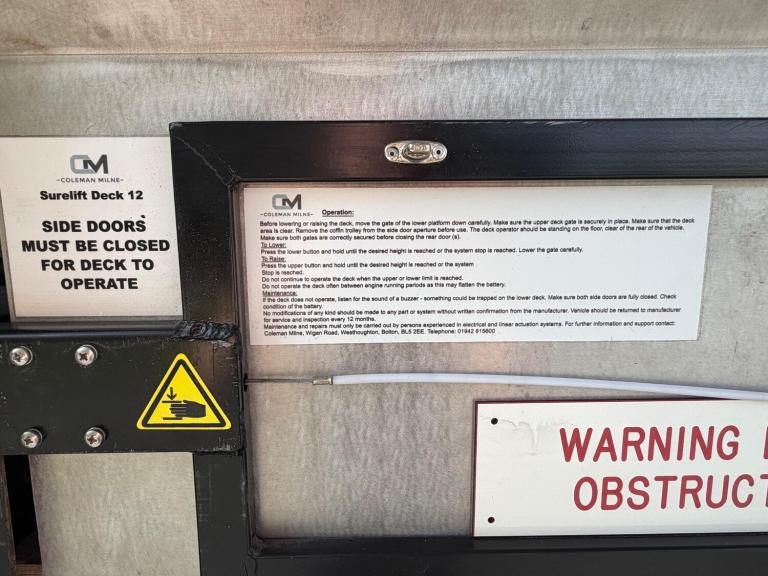 CM
-COLEMAN MILNE-
Surelift Deck 12
SIDE DOORS
MUST BE CLOSED
FOR DECK TO
OPERATE
CM
-COLEMAN MILNE-
Operation:
Before lowering or raising the deck, move the gate of the lower platform down carefully. Make sure the upper deck gate is securely in place. Make sure that the deck
area is clear. Remove the coffin trolley from the side door aperture before use. The deck operator should be standing on the floor, clear of the rear of the vehicle.
Make sure both gates are correctly secured before closing the rear door (s).
To Lower:
Press the lower button and hold until the desired height is reached or the system stop is reached. Lower the gate carefully.
To Raise:
Press the upper button and hold until the desired height is reached or the system
Stop is reached.
Do not continue to operate the deck when the upper or lower limit is reached.
Do not operate the deck often between engine running periods as this may flatten the battery.
Maintenance:
If the deck does not operate, listen for the sound of a buzzer - something could be trapped on the lower deck. Make sure both side doors are fully closed. Check
condition of the battery.
No modifications of any kind should be made to any part or system without written confirmation from the manufacturer. Vehicle should be returned to manufacturer
for service and inspection every 12 months.
Maintenance and repairs must only be carried out by persons experienced in electrical and linear actuation systems. For further information and support contact:
Coleman Milne, Wigan Road, Westhoughton, Bolton, BL5 2EE. Telephone: 01942 815600
WARNING
OBSTRUCT